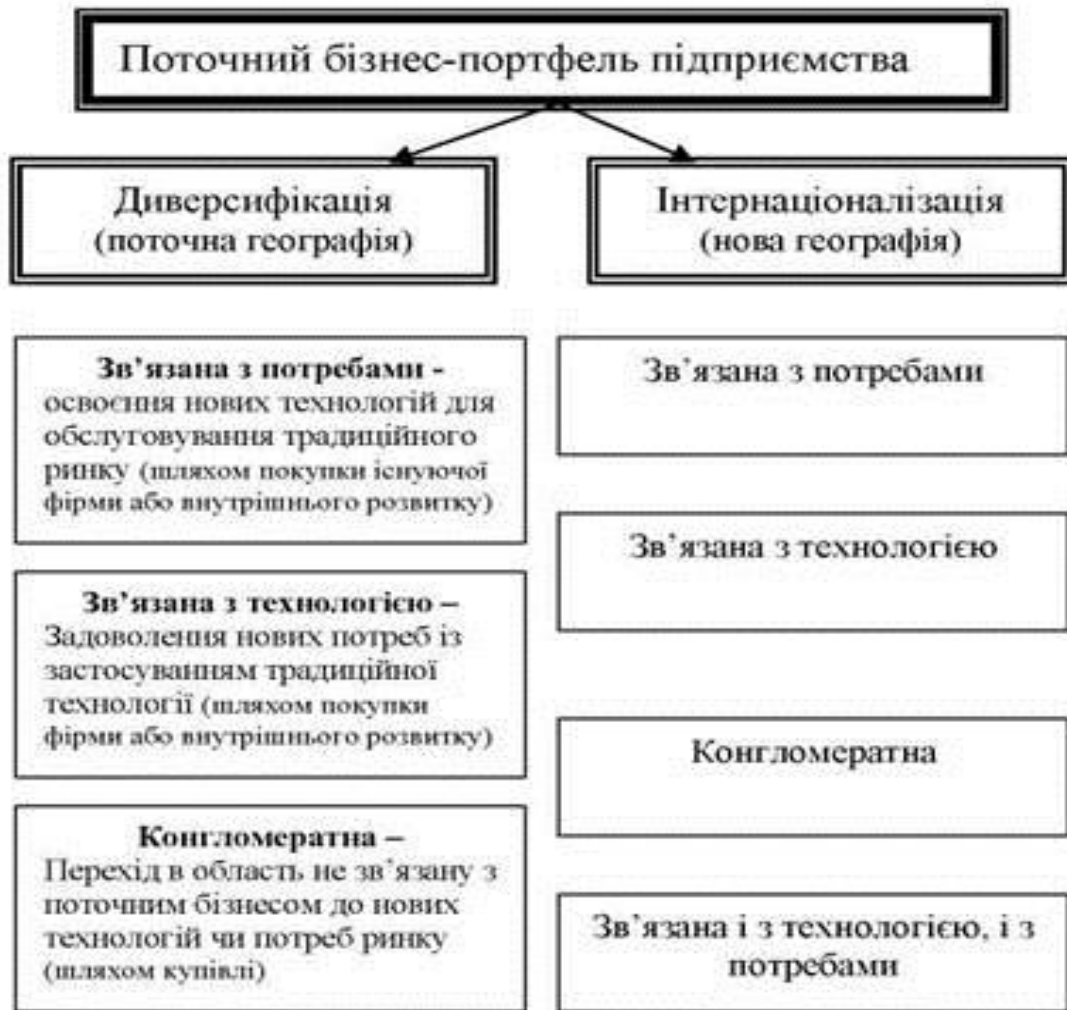 Поточний бізнес-портфель підприємства
Диверсифікація
(поточна географія)
Інтернаціоналізація
(нова географія)
Зв’язана з потребами -
освоєння нових технологій для
обслуговування традиційного
ринку (шляхом покупки існуючої
фірми або внутрішнього розвитку)
Зв’язана з технологією –
Задоволення нових потреб із
застосуванням традиційної
технології (шляхом покупки
фірми або внутрішнього розвитку)
Конгломератна –
Перехід в область не зв’язану з
поточним бізнесом до нових
технологій чи потреб ринку
(шляхом купівлі)
Зв’язана з потребами
Зв’язана з технологією
Конгломератна
Зв’язана і з технологією, і з
потребами